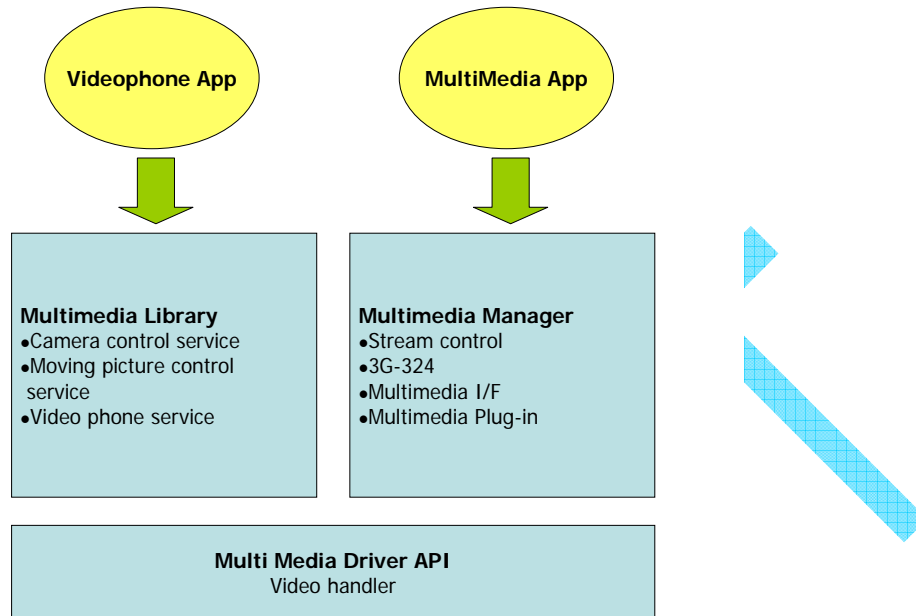 Videophone App
MultiMedia App
Multimedia Library
●Camera control service
●Moving picture control
service
●Video phone service
Multimedia Manager
●Stream control
●3G-324
●Multimedia I/F
●Multimedia Plug-in
Multi Media Driver API
Video handler